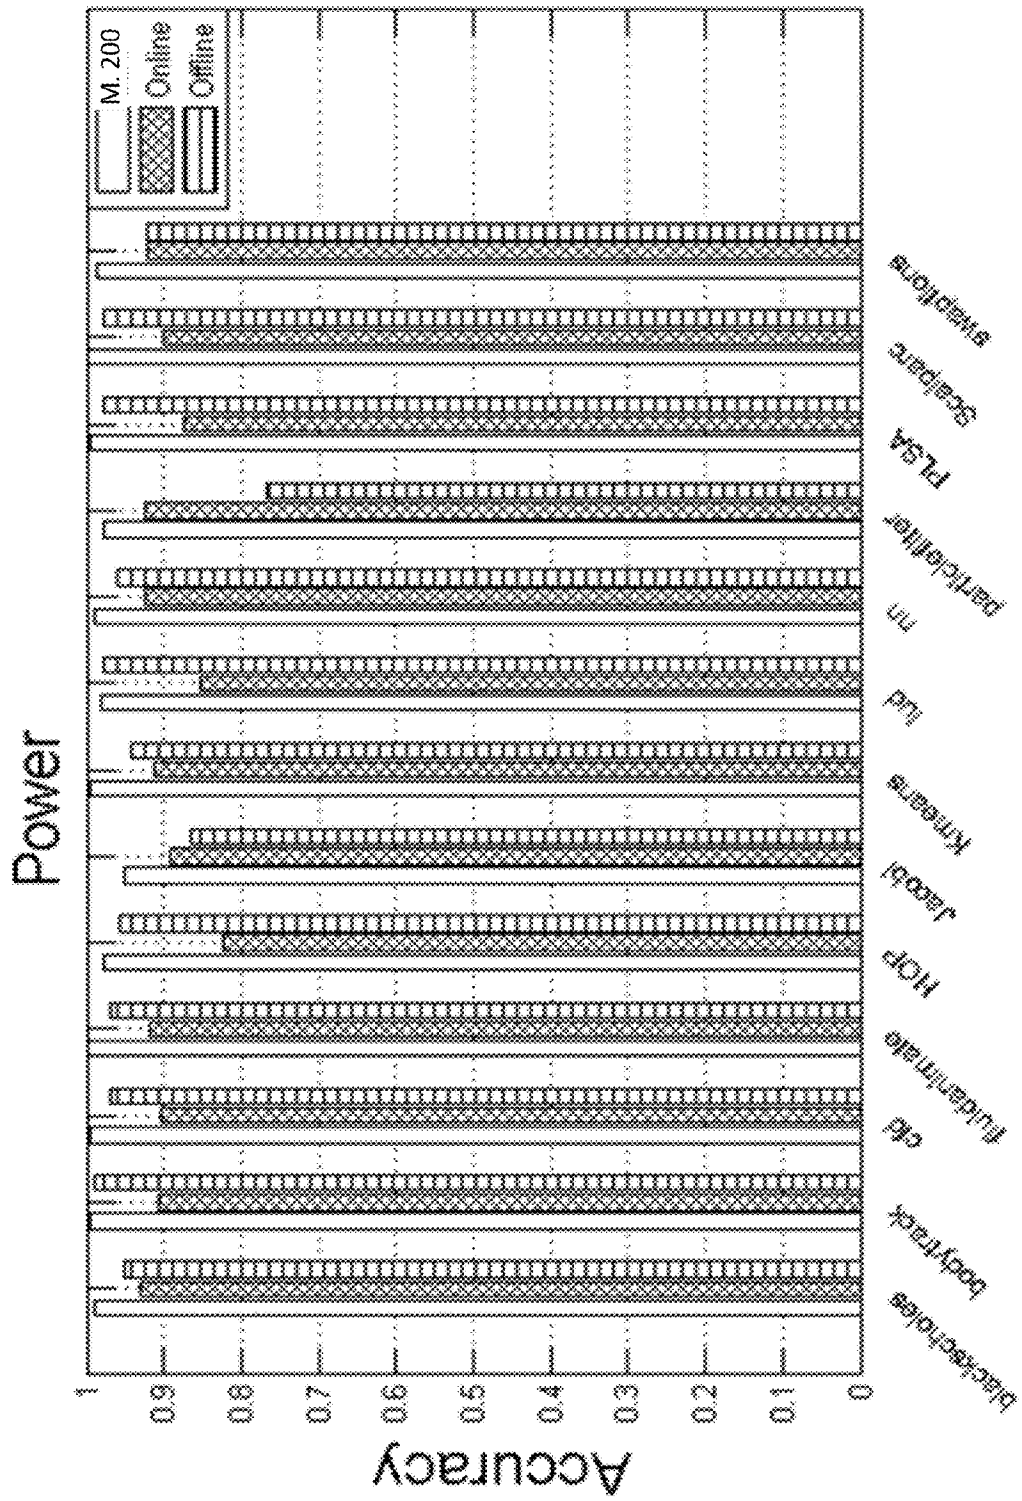 Power
Accuracy
1
0.9
0.8
0.7
0.6
0.5
0.4
0.3
0.2
0.1
0
M. 200
Online
Offline
blackscholes
bodytrack
cfd
fluidanimate
HOP
Jacobi
Kmeans
lud
nn
particlefilter
PLSA
Scalparc
swaptions